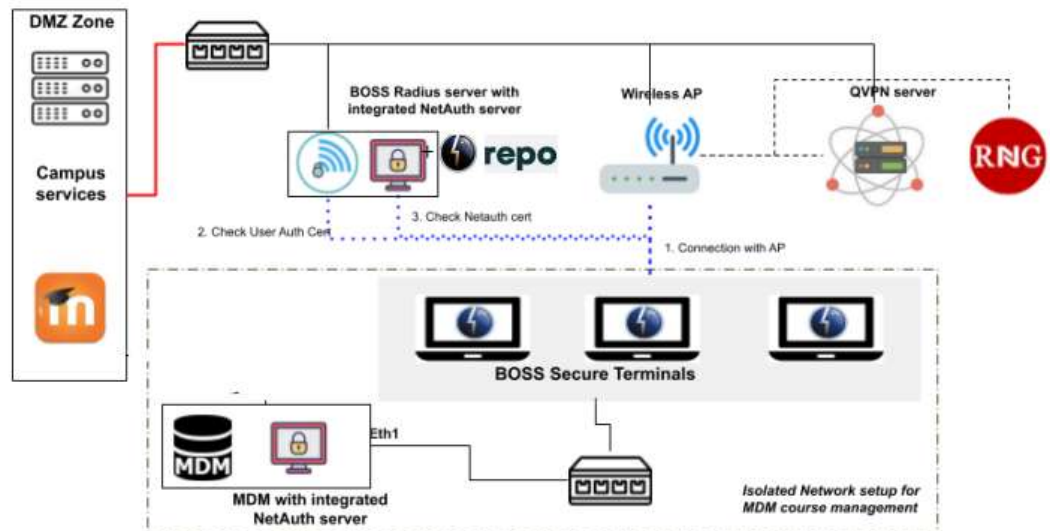 DMZ Zone
BOSS Radius server with
integrated NetAuth server
Wireless AP
QVPN server
repo
RNG
Campus
services
3. Check Netauth cert
2. Check User Auth Cert
1. Connection with AP
m
BOSS Secure Terminals
Eth1
MDM
MDM with integrated
NetAuth server
Isolated Network setup for
MDM course management